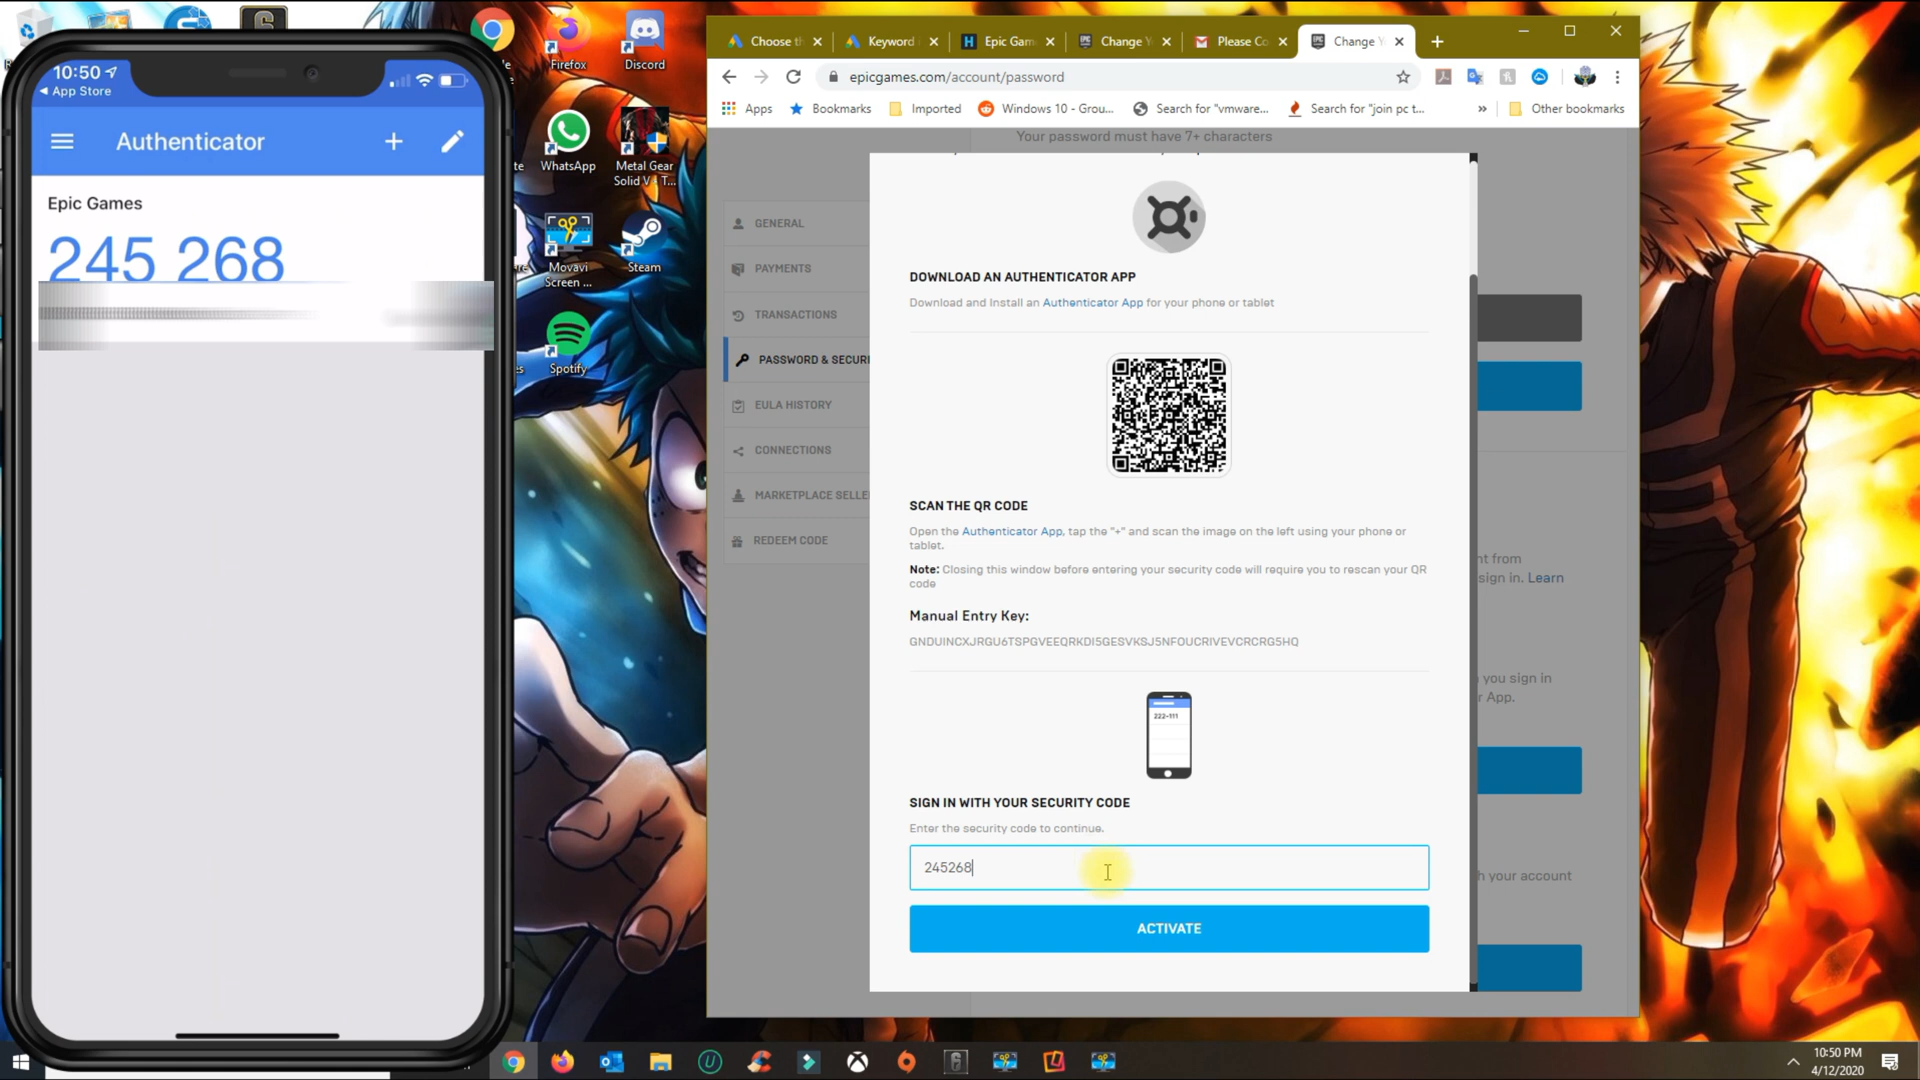 10:50
App Store
Authenticator
Epic Games
245 268
Firefox
Discord
WhatsApp
Metal Gear
Solid V - T...
Movavi
Screen ...
Steam
Spotify
Choose th
Keyword
Epic Gam
Change Y
Please Co
Change Y
epicgames.com/account/password
Apps
Bookmarks
Imported
Windows 10 - Grou...
Search for "vmware...
Search for "join pc t...
»
Other bookmarks
Your password must have 7+ characters
GENERAL
PAYMENTS
TRANSACTIONS
PASSWORD & SECURI
EULA HISTORY
CONNECTIONS
MARKETPLACE SELLE
REDEEM CODE
DOWNLOAD AN AUTHENTICATOR APP
Download and Install an Authenticator App for your phone or tablet
SCAN THE QR CODE
Open the Authenticator App, tap the "+" and scan the image on the left using your phone or
tablet.
Note: Closing this window before entering your security code will require you to rescan your QR
code
Manual Entry Key:
GNDUINCXJRGU6TSPGVEEQRKDI5GESVKSJ5NFOUCRIVEVCRCRG5HQ
222-111
SIGN IN WITH YOUR SECURITY CODE
Enter the security code to continue.
245268
ACTIVATE
nt from
sign in. Learn
you sign in
r App.
h your account
10:50 PM
4/12/2020